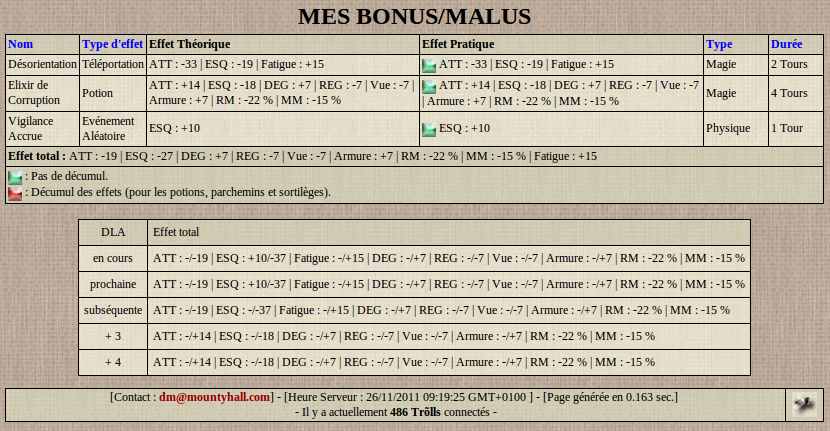 MES BONUS/MALUS
Nom Type d'effet Effet Théorique Effet Pratique Type Durée
Désorientation Téléportation ATT : -33 | ESQ : -19 | Fatigue : +15 ATT : -33 | ESQ : -19 | Fatigue : +15 Magie 2 Tours
Elixir de Corruption Potion ATT : +14 | ESQ : -18 | DEG : +7 | REG : -7 | Vue : -7 | Armure : +7 | RM : -22 % | MM : -15 % ATT : +14 | ESQ : -18 | DEG : +7 | REG : -7 | Vue : -7 | Armure : +7 | RM : -22 % | MM : -15 % Magie 4 Tours
Vigilance Accrue Evénement Aléatoire ESQ : +10 ESQ : +10 Physique 1 Tour
Effet total : ATT : -19 | ESQ : -27 | DEG : +7 | REG : -7 | Vue : -7 | Armure : +7 | RM : -22 % | MM : -15 % | Fatigue : +15
: Pas de décumul.
: Décumul des effets (pour les potions, parchemins et sortilèges).
DLA Effet total
en cours ATT : -/-19 | ESQ : +10/-37 | Fatigue : -/+15 | DEG : -/+7 | REG : -/-7 | Vue : -/-7 | Armure : -/+7 | RM : -22 % | MM : -15 %
prochaine ATT : -/-19 | ESQ : +10/-37 | Fatigue : -/+15 | DEG : -/+7 | REG : -/-7 | Vue : -/-7 | Armure : -/+7 | RM : -22 % | MM : -15 %
subséquente ATT : -/-19 | ESQ : -/-37 | Fatigue : -/+15 | DEG : -/+7 | REG : -/-7 | Vue : -/-7 | Armure : -/+7 | RM : -22 % | MM : -15 %
+ 3 ATT : -/+14 | ESQ : -/-18 | DEG : -/+7 | REG : -/-7 | Vue : -/-7 | Armure : -/+7 | RM : -22 % | MM : -15 %
+ 4 ATT : -/+14 | ESQ : -/-18 | DEG : -/+7 | REG : -/-7 | Vue : -/-7 | Armure : -/+7 | RM : -22 % | MM : -15 %
[Contact : dm@mountyhall.com] - [Heure Serveur : 26/11/2011 09:19:25 GMT+0100 ] - [Page générée en 0.163 sec.]
- Il y a actuellement 486 Trõlls connectés -